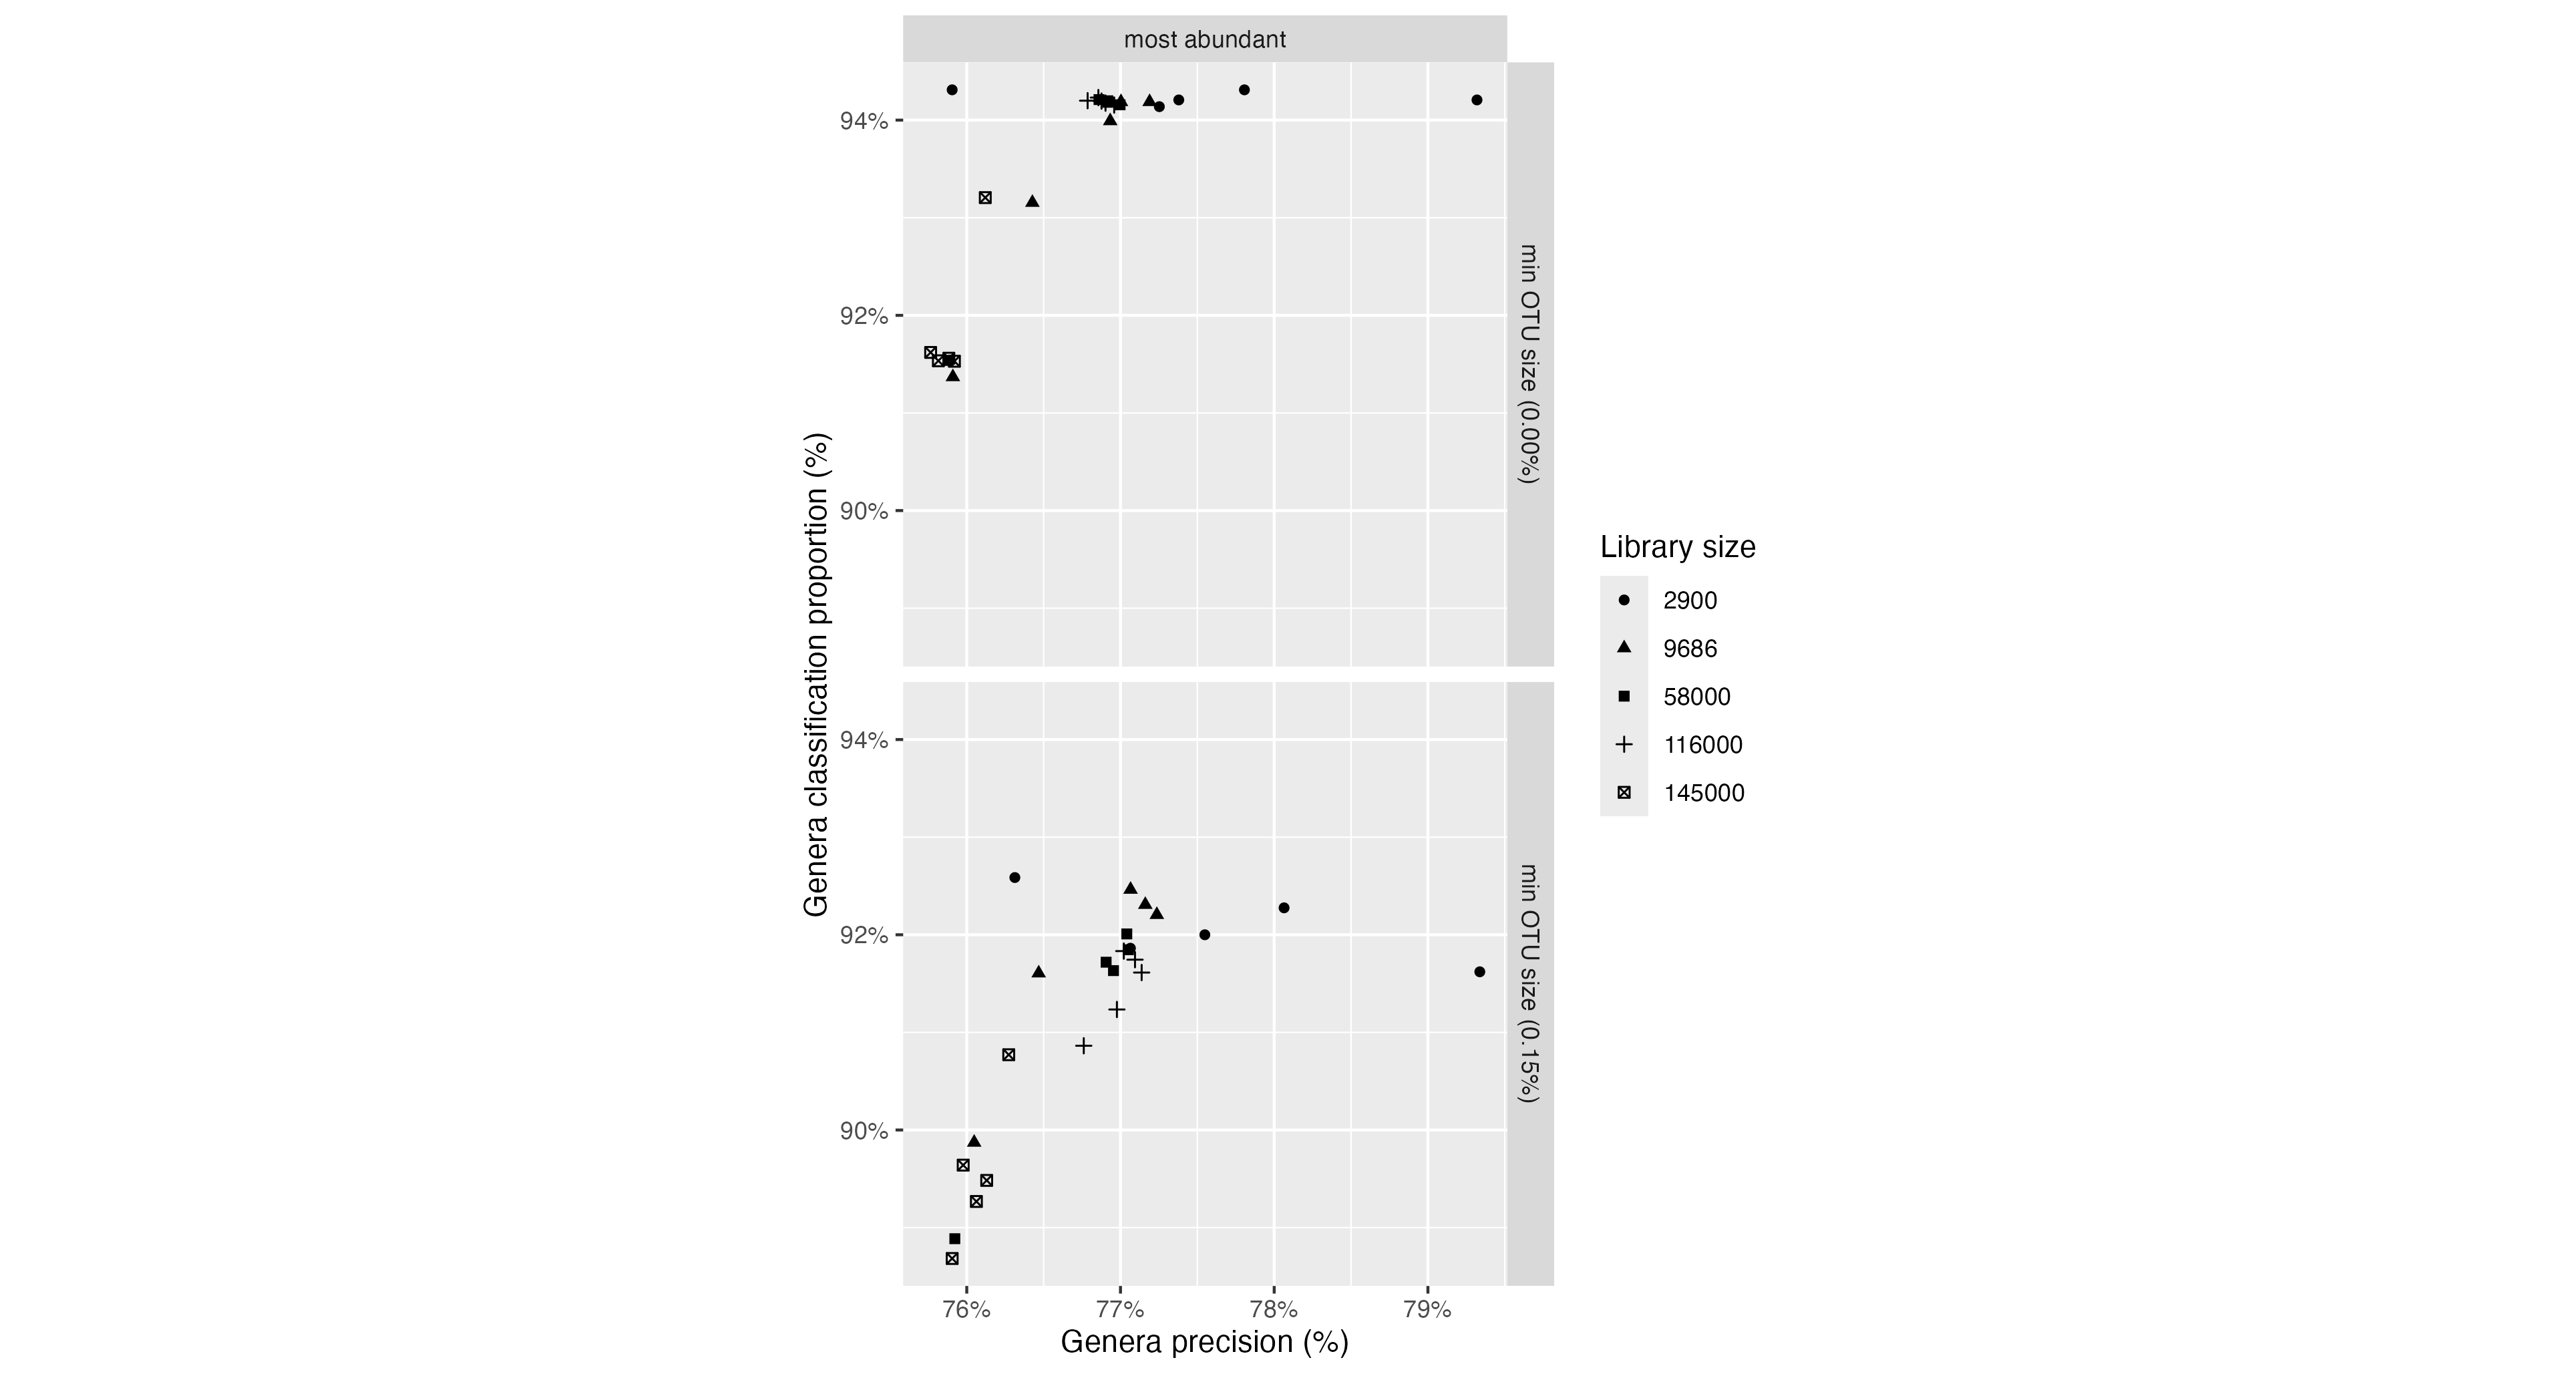 most abundant
94%
92%
90%
min OTU size (0.00%)
94%
92%
90%
min OTU size (0.15%)
76%
77%
78%
79%
Genera precision (%)
Genera classification proportion (%)
Library size
2900
9686
58000
116000
145000